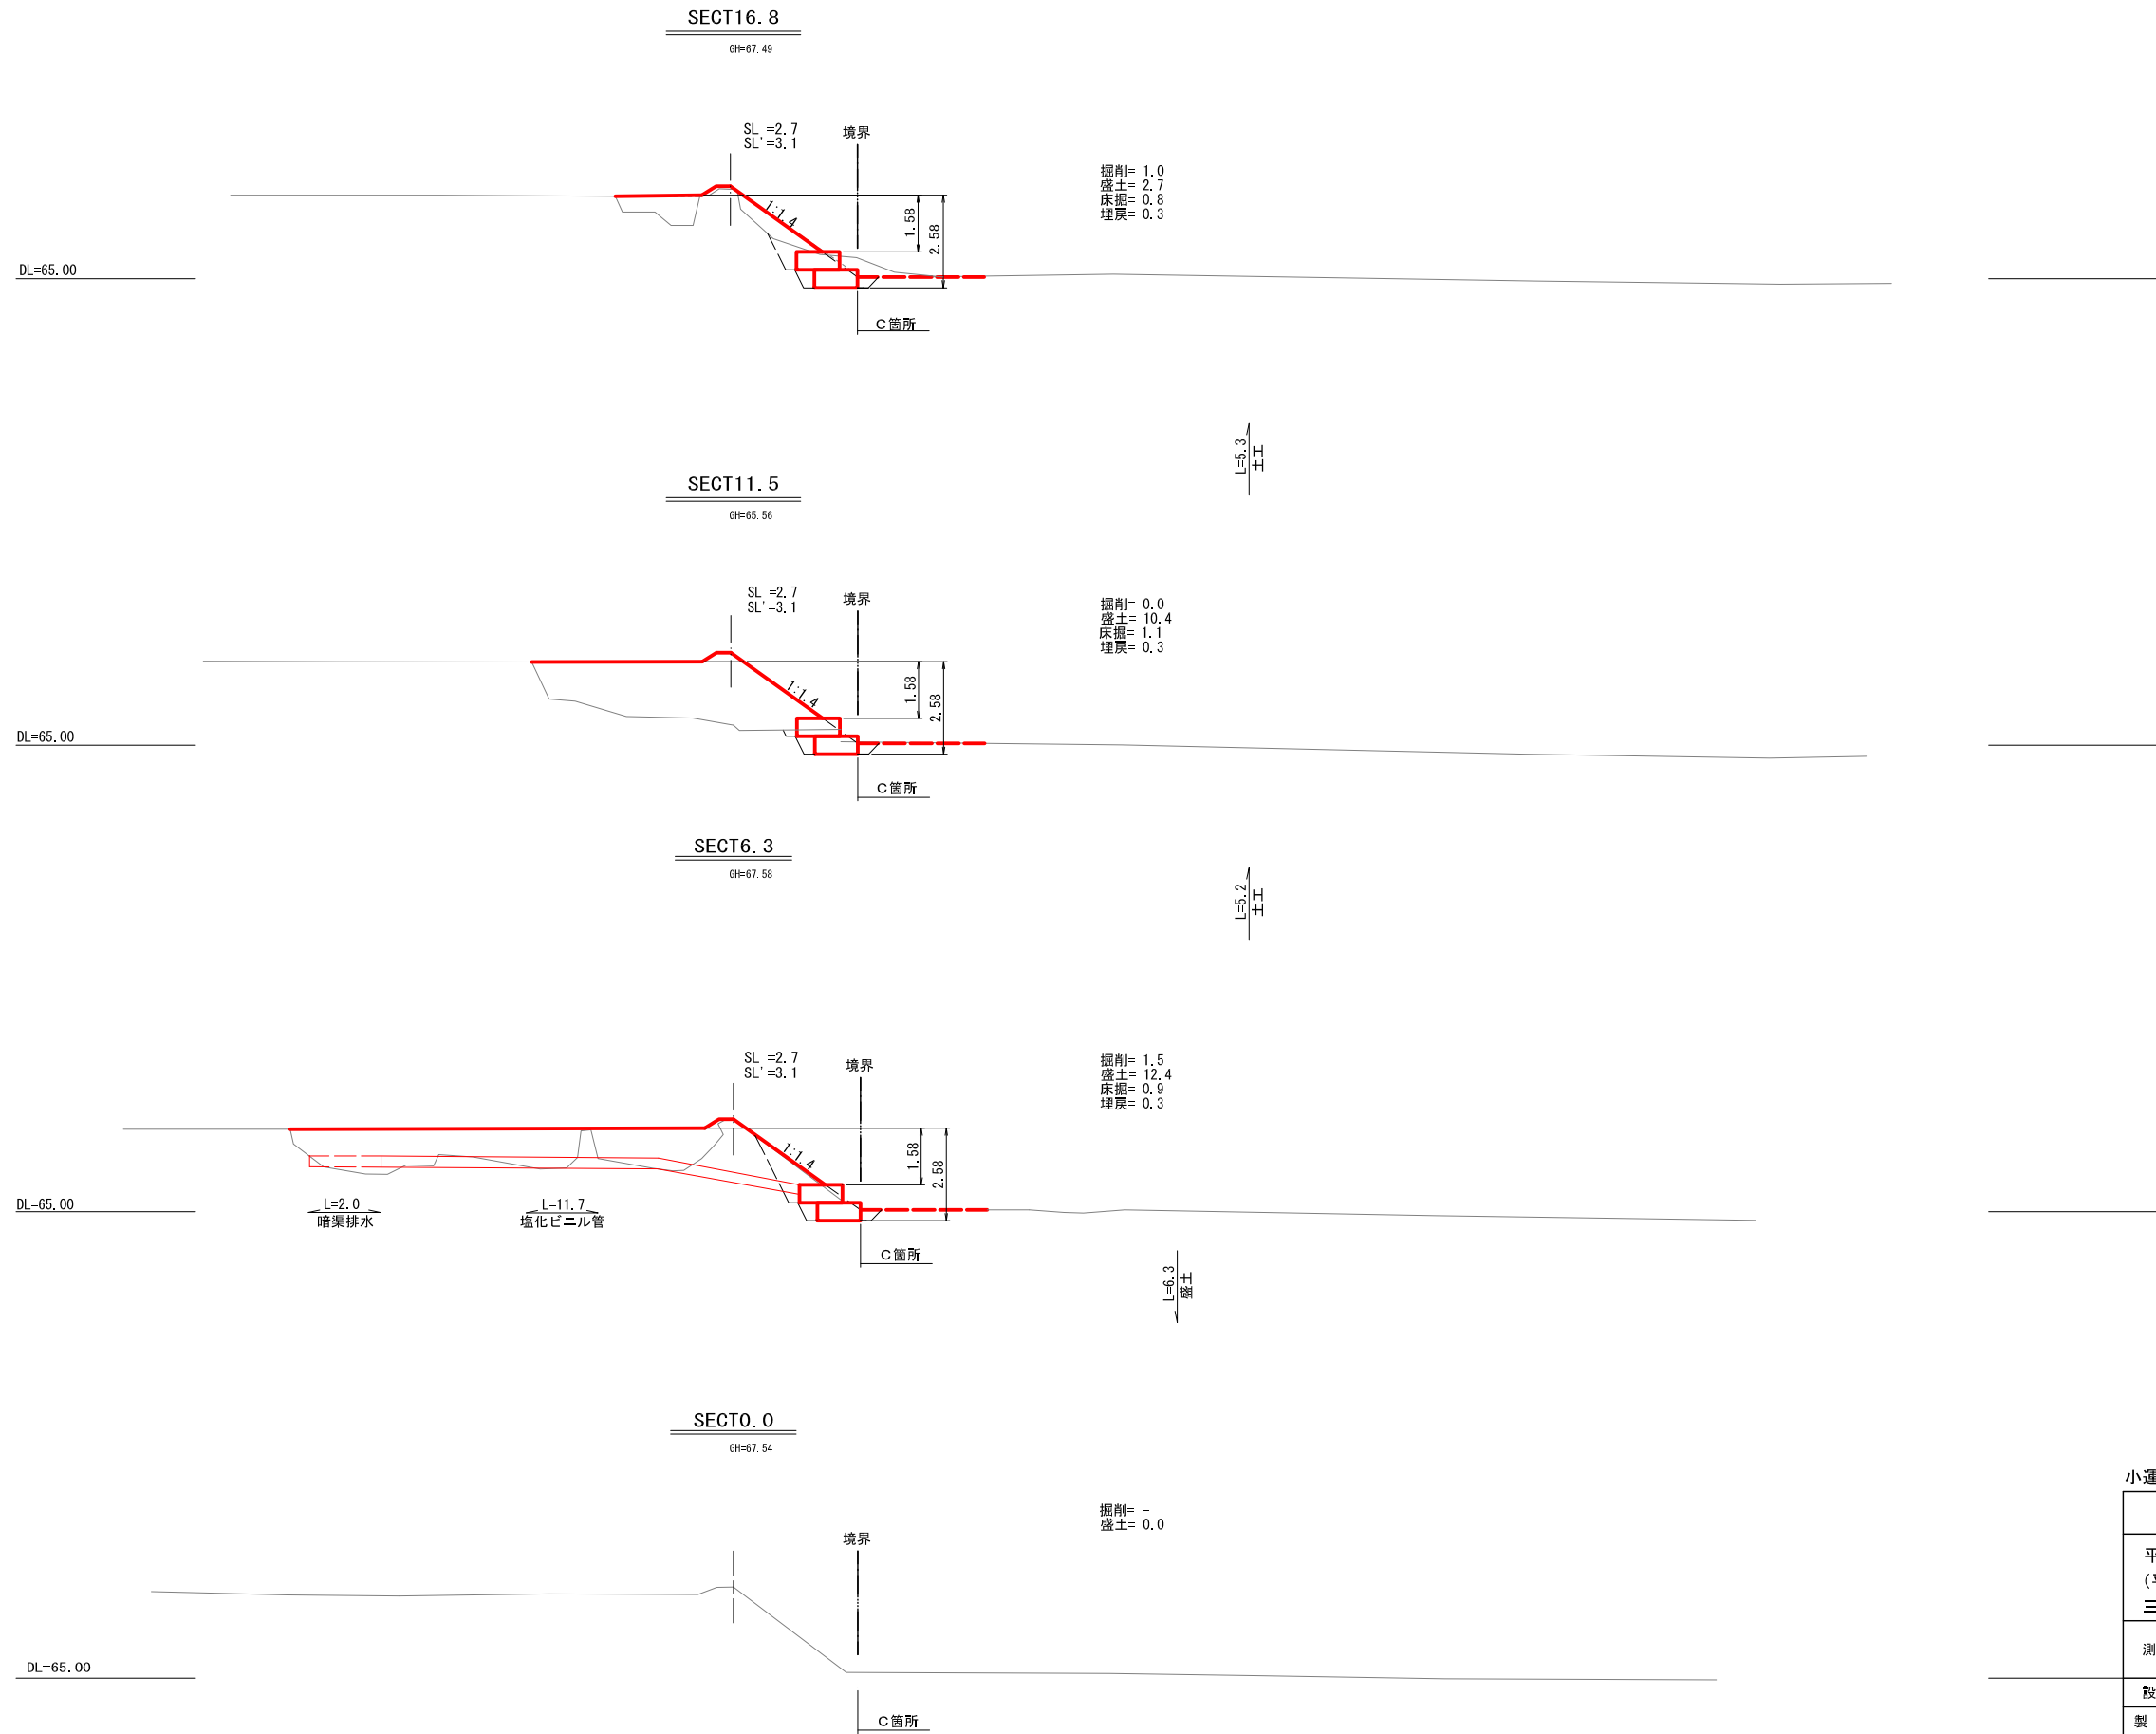 SECT16.8
GH=67.49
SL =2.7
SL'=3.1
境界
掘削= 1.0
盛土= 2.7
床掘= 0.8
埋戻= 0.3
1:1.4
1.58
2.58
DL=65.00
C箇所
L=5.3
土工
SECT11.5
GH=65.56
SL =2.7
SL'=3.1
境界
掘削= 0.0
盛土= 10.4
床掘= 1.1
埋戻= 0.3
1:1.4
1.58
2.58
DL=65.00
C箇所
SECT6.3
GH=67.58
L=5.2
土工
SL =2.7
SL'=3.1
境界
掘削= 1.5
盛土= 12.4
床掘= 0.9
埋戻= 0.3
1:1.4
1.58
2.58
DL=65.00
L=2.0
暗渠排水
L=11.7
塩化ビニル管
C箇所
L=6.3
盛土
SECT0.0
GH=67.54
掘削= -
盛土= 0.0
境界
DL=65.00
C箇所
小運
測
設
製